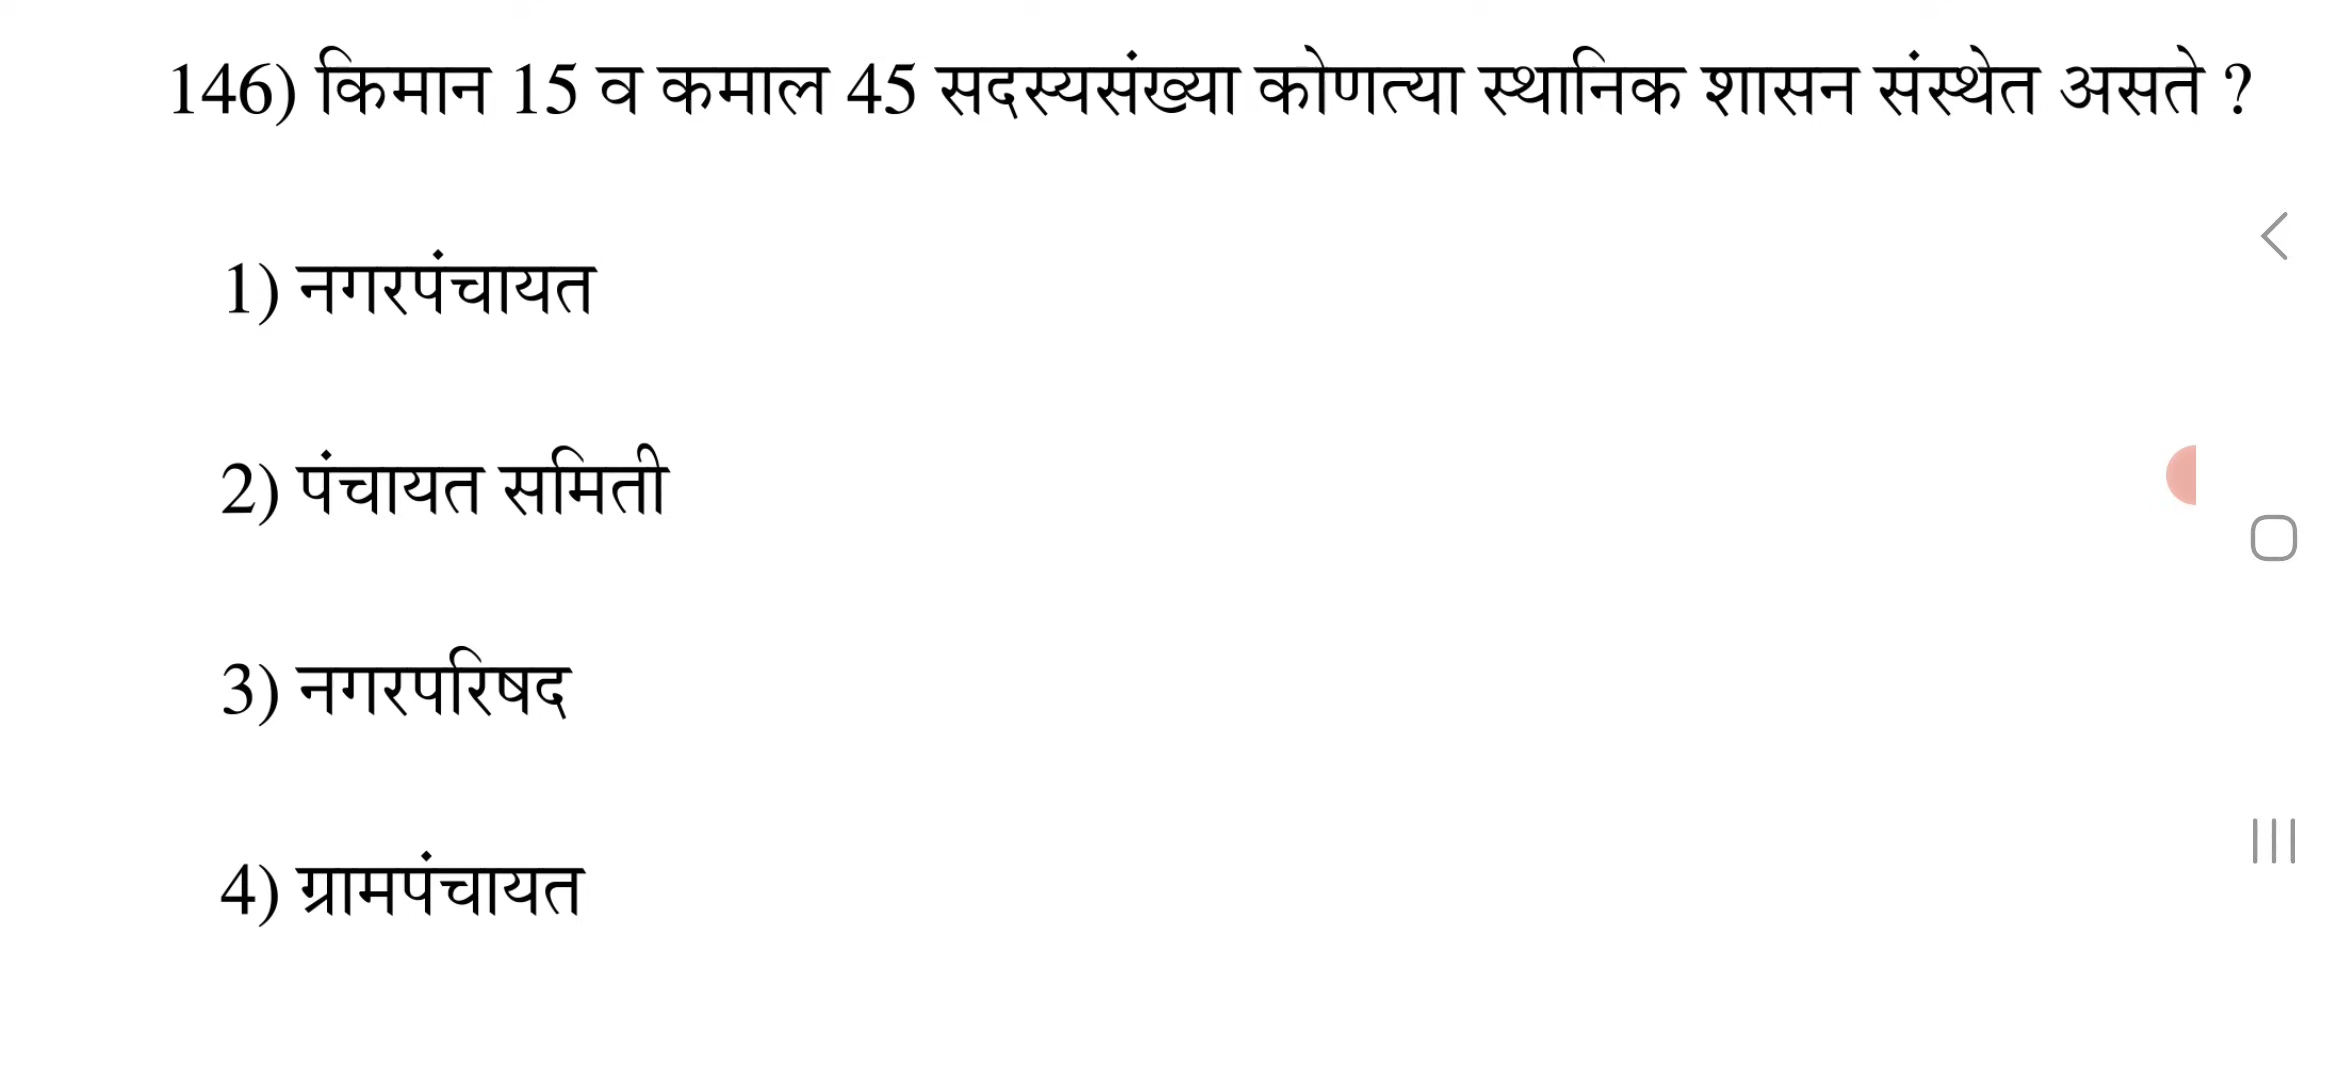 146) किमान 15 व कमाल 45 सदस्यसंख्या कोणत्या स्थानिक शासन संस्थेत असते ?
1) नगरपंचायत
2) पंचायत समिती
3) नगरपरिषद
4) ग्रामपंचायत